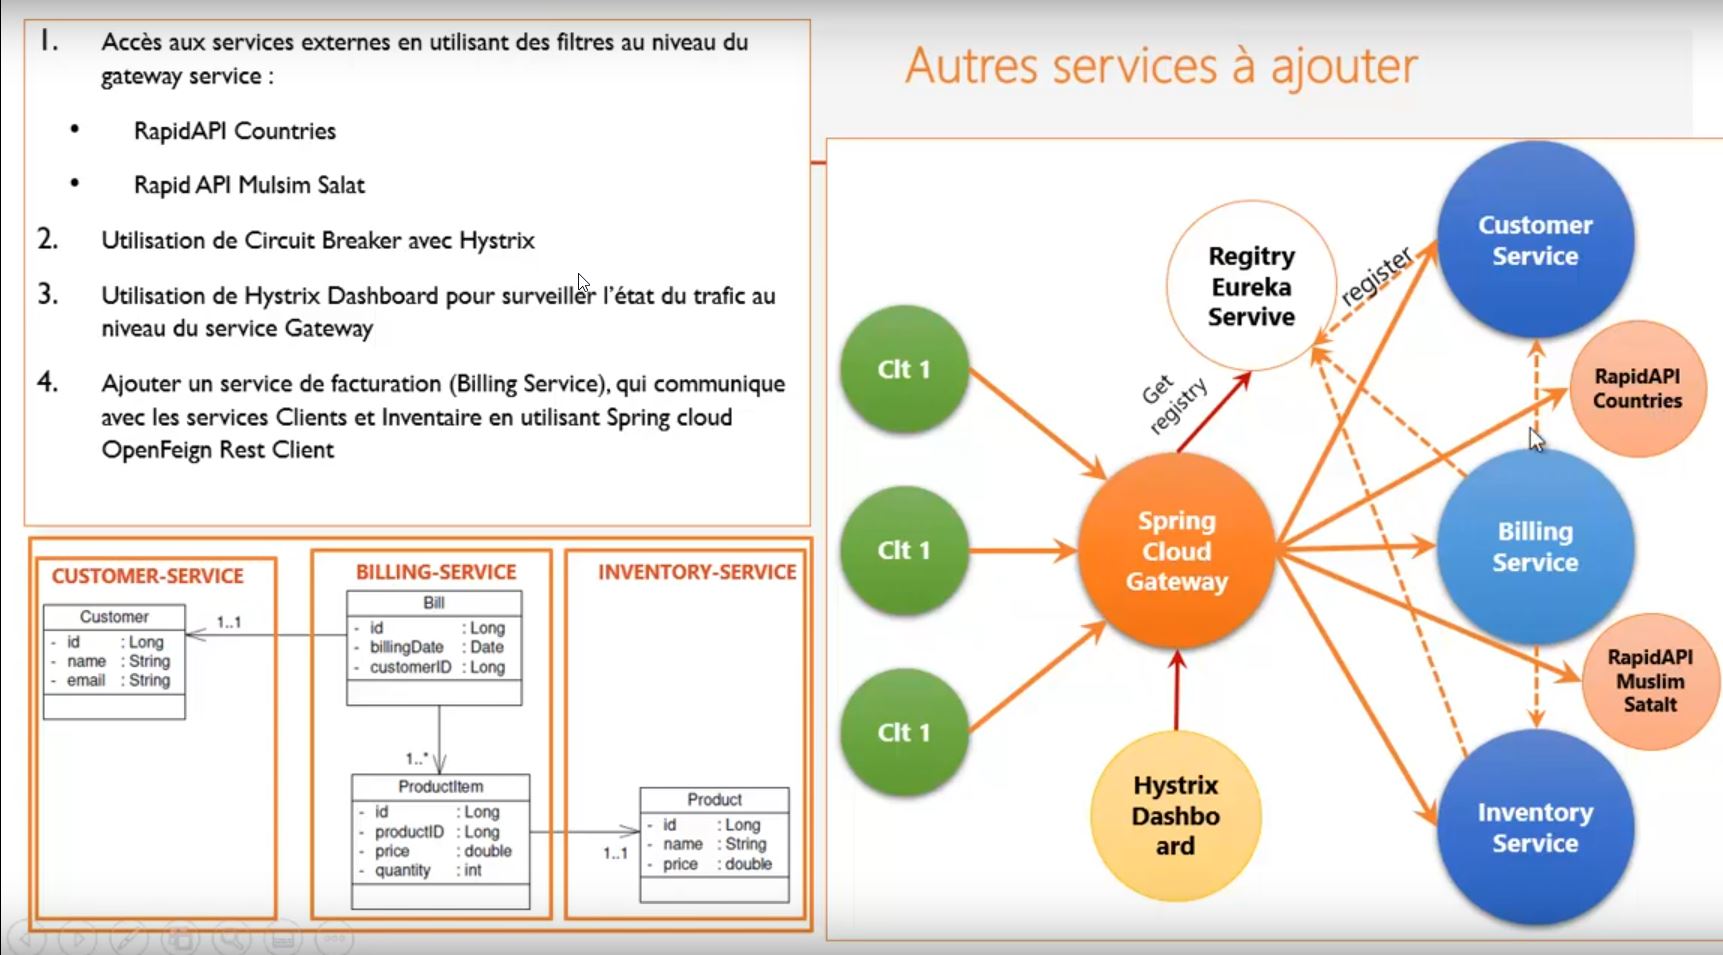 1. Accès aux services externes en utilisant des filtres au niveau du
gateway service :
• RapidAPI Countries
• Rapid API Mulsim Salat
2. Utilisation de Circuit Breaker avec Hystrix
3. Utilisation de Hystrix Dashboard pour surveiller l'état du trafic au
niveau du service Gateway
4. Ajouter un service de facturation (Billing Service), qui communique
avec les services Clients et Inventaire en utilisant Spring cloud
OpenFeign Rest Client
CUSTOMER-SERVICE
Customer
- id : Long
- name : String
- email : String
1..1
BILLING-SERVICE
Bill
- id : Long
- billingDate : Date
- customerID : Long
1..*
ProductItem
- id : Long
- productID : Long
- price : double
- quantity : int
1..1
INVENTORY-SERVICE
Product
- id : Long
- name : String
- price : double
Autres services à ajouter
Clt 1
Clt 1
Clt 1
Regitry
Eureka
Servive
register
Get
registry
Spring
Cloud
Gateway
Hystrix
Dashbo
ard
Customer
Service
RapidAPI
Countries
Billing
Service
RapidAPI
Muslim
Satalt
Inventory
Service